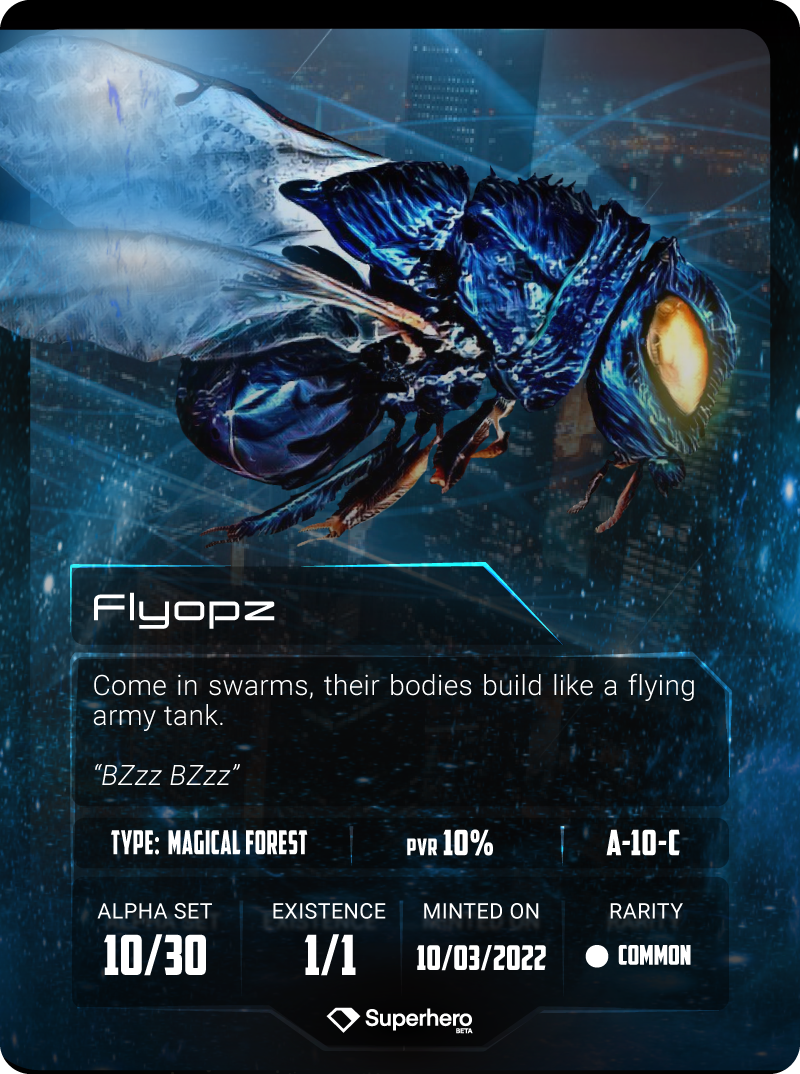 Flyopz
Come in swarms, their bodies build like a flying
army tank.
“BZzz BZzz”
TYPE: MAGICAL FOREST PVR 10% A-10-C
ALPHA SET EXISTENCE MINTED ON RARITY
10/30 1/1 10/03/2022 COMMON
Superhero
BETA